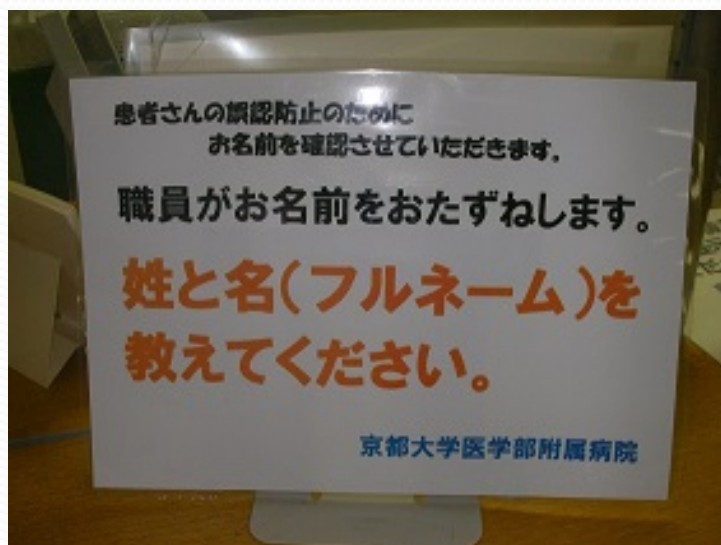 患者さんの誤認防止のために
お名前を確認させていただきます。
職員がお名前をおたずねします。
姓と名(フルネーム)を
教えてください。
京都大学医学部附属病院